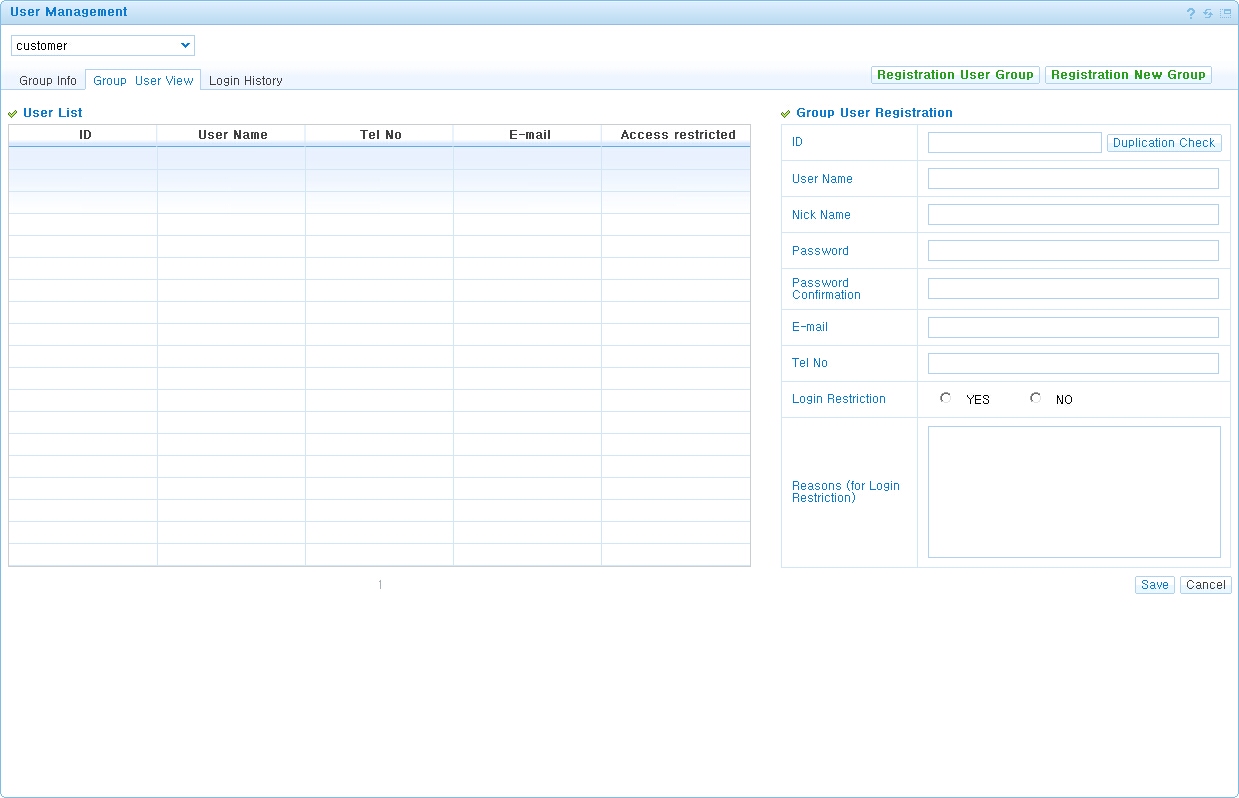 User Management
?
customer
Group Info Group User View Login History
Registration User Group Registration New Group
User List
ID User Name Tel No E-mail Access restricted
1
Group User Registration
ID
Duplication Check
User Name
Nick Name
Password
Password
Confirmation
E-mail
Tel No
Login Restriction YES NO
Reasons (for Login
Restriction)
Save Cancel